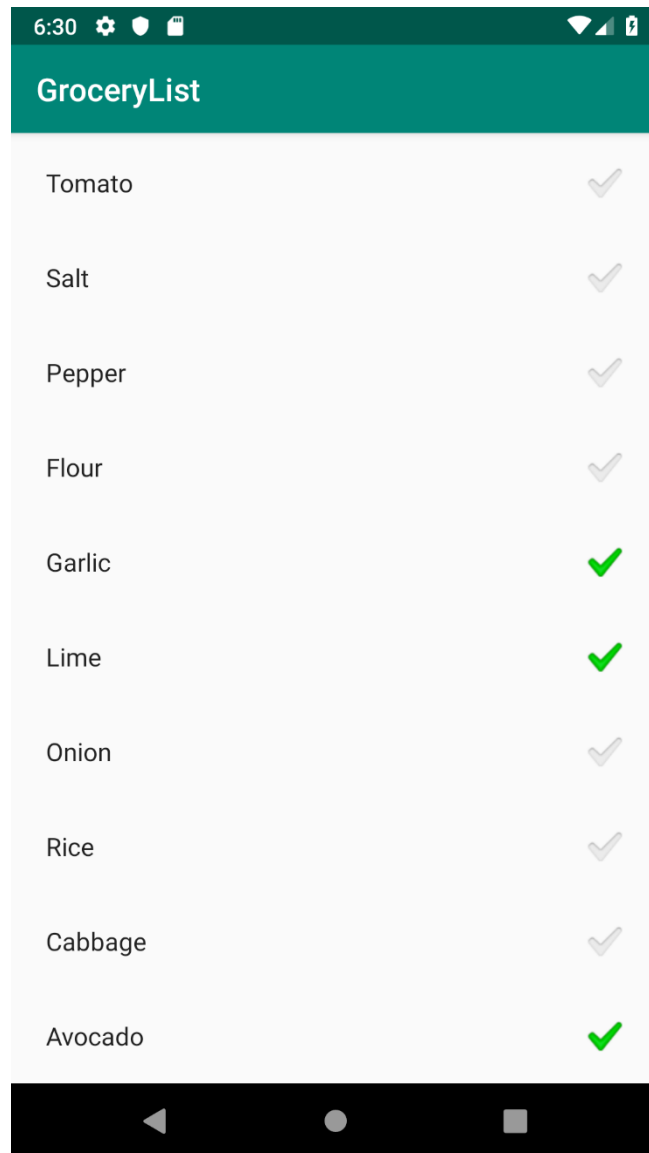 6:30
GroceryList
Tomato
Salt
Pepper
Flour
Garlic
Lime
Onion
Rice
Cabbage
Avocado